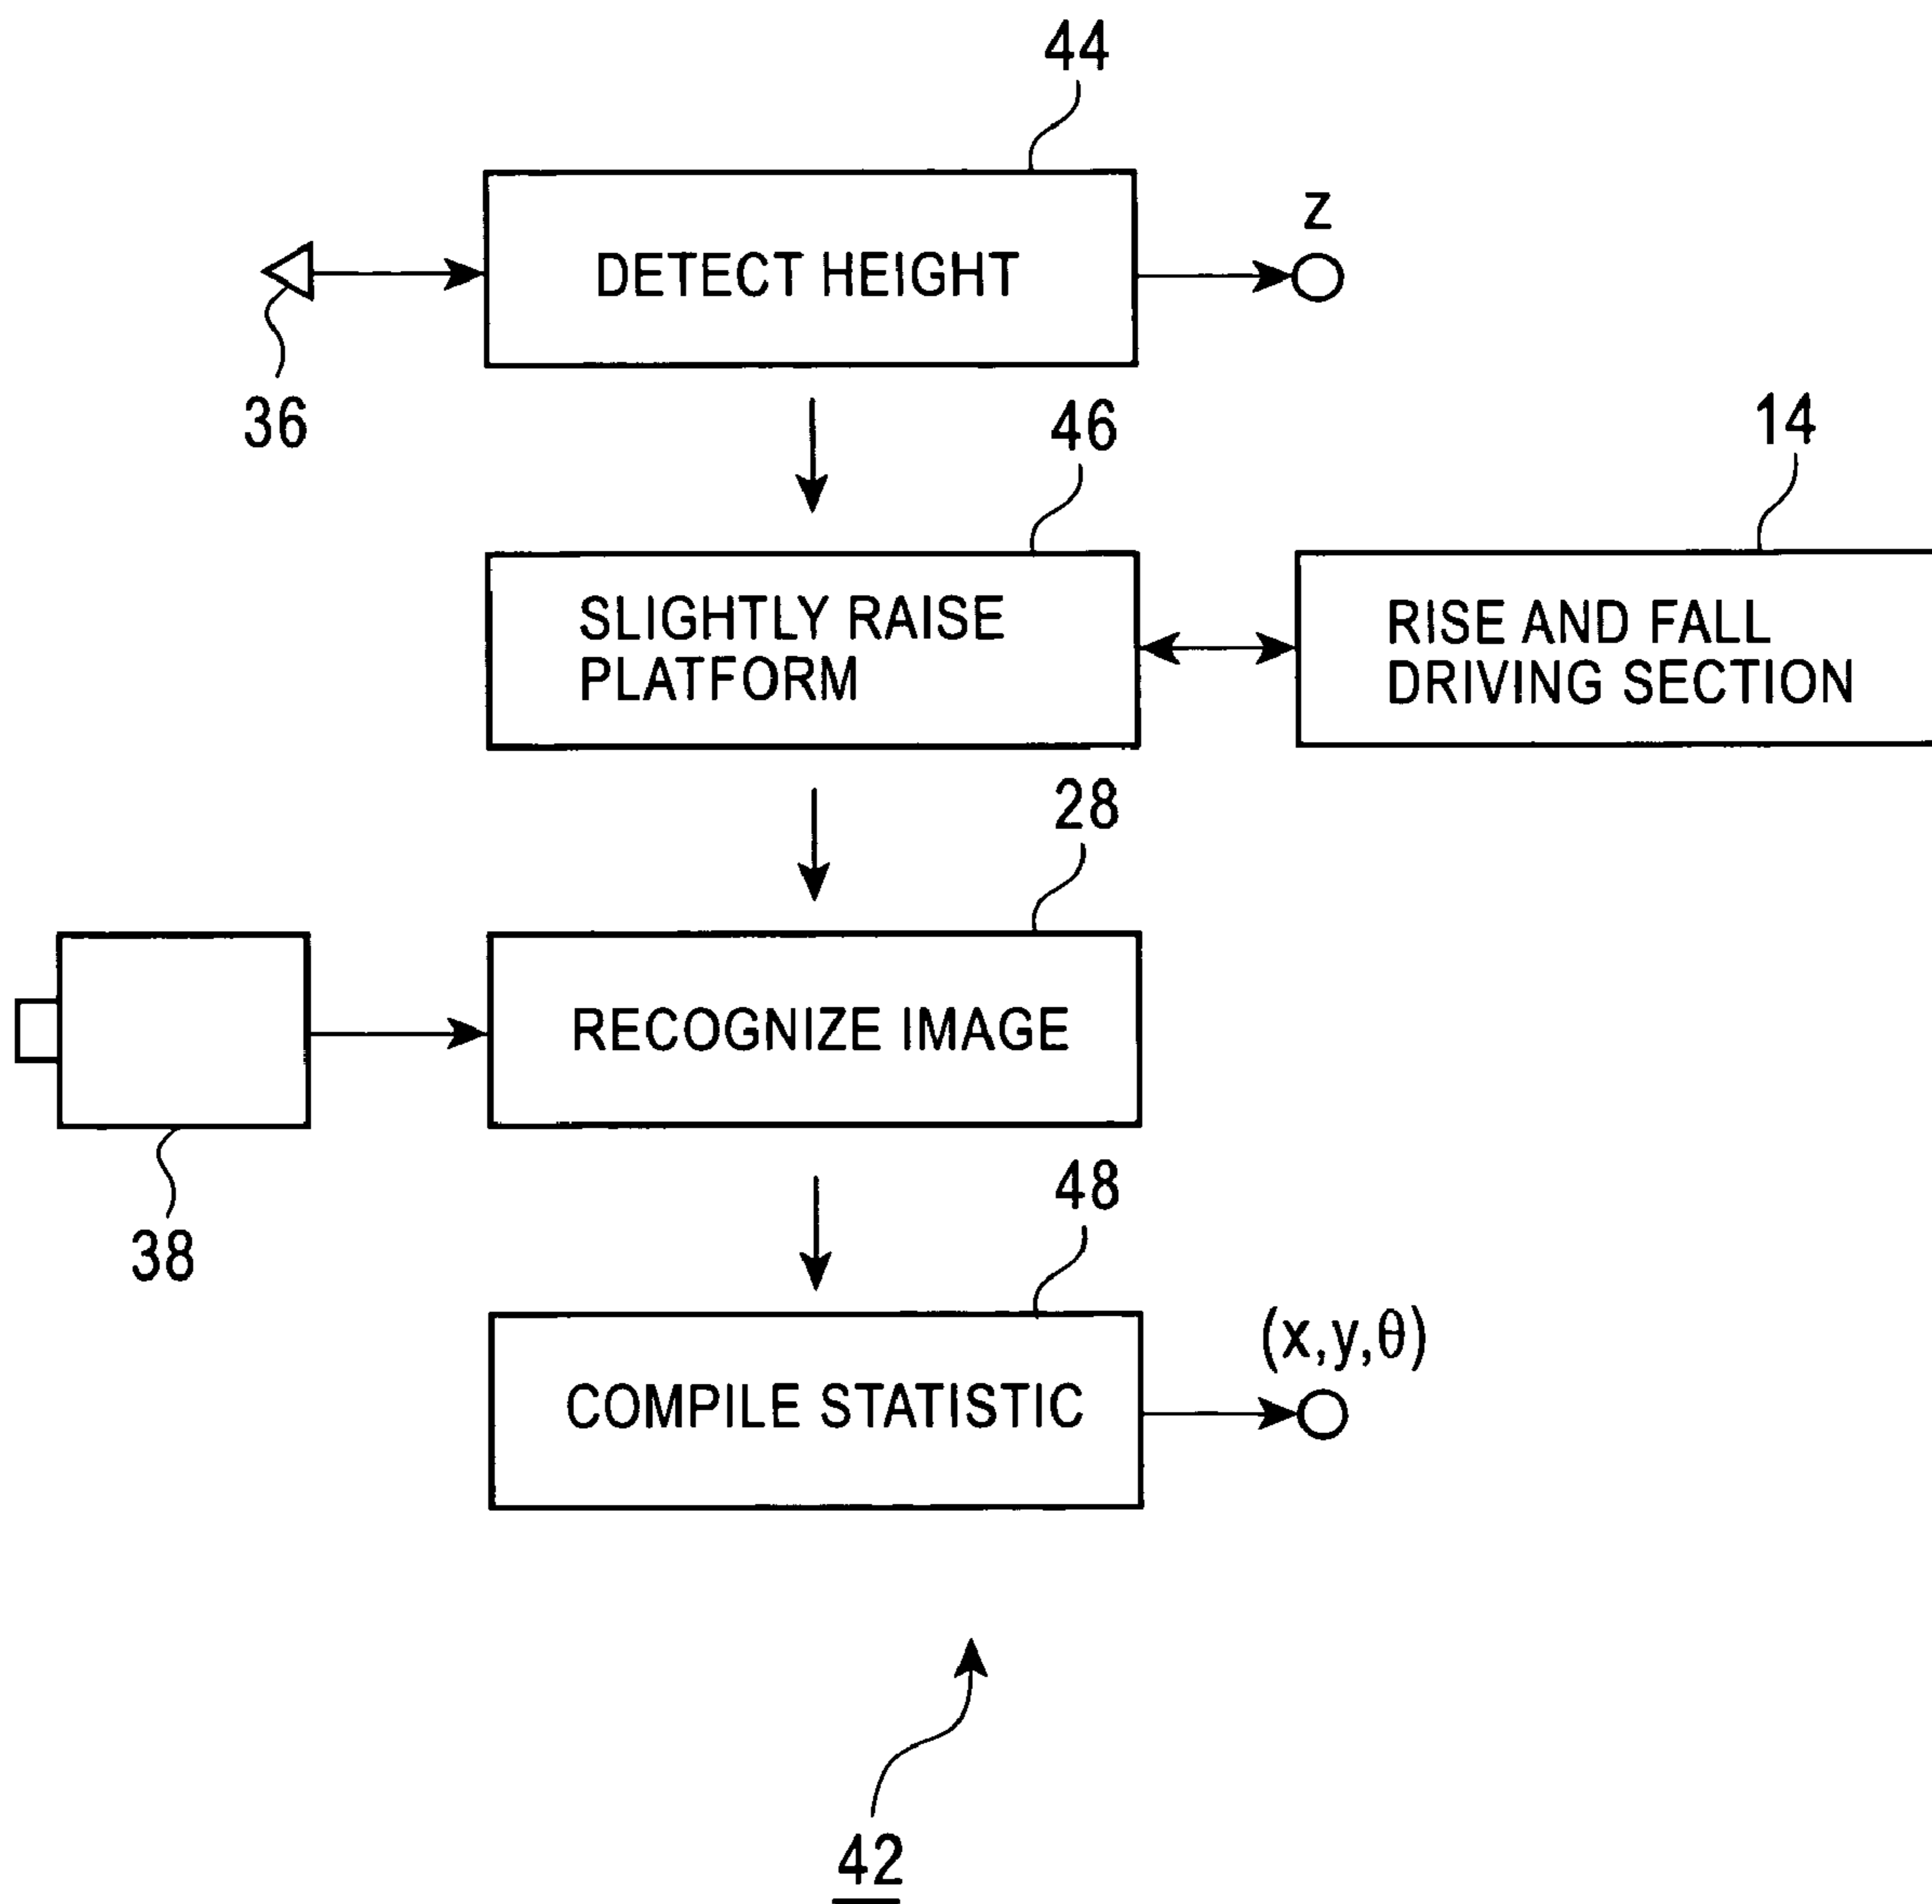 44
DETECT HEIGHT
z
36
46
14
SLIGHTLY RAISE
PLATFORM
RISE AND FALL
DRIVING SECTION
28
RECOGNIZE IMAGE
38
48
(x,y,θ)
COMPILE STATISTIC
42